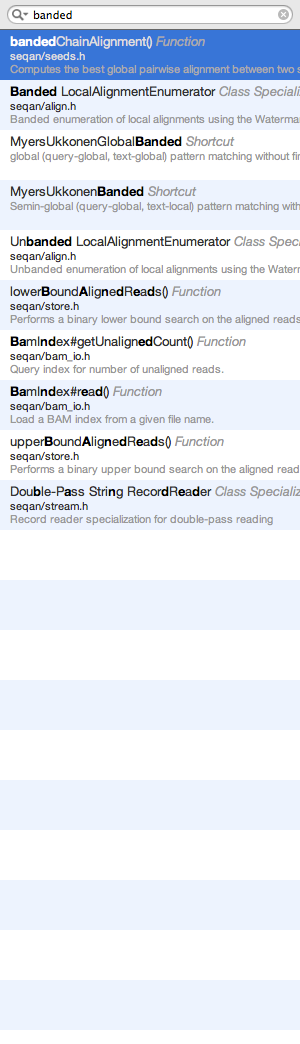 banded
bandedChainAlignment() Function
seqan/seeds.h
Computes the best global pairwise alignment between two s
Banded LocalAlignmentEnumerator Class Speciali
seqan/align.h
Banded enumeration of local alignments using the Waterma
MyersUkkonenGlobalBanded Shortcut
global (query-global, text-global) pattern matching without fin
MyersUkkonenBanded Shortcut
Semin-global (query-global, text-local) pattern matching with
Unbanded LocalAlignmentEnumerator Class Spec
seqan/align.h
Unbanded enumeration of local alignments using the Watern
lowerBoundAlignedReads() Function
seqan/store.h
Performs a binary lower bound search on the aligned reads
BamIndex#getUnalignedCount() Function
seqan/bam_io.h
Query index for number of unaligned reads.
BamIndex#read() Function
seqan/bam_io.h
Load a BAM index from a given file name.
upperBoundAlignedReads() Function
seqan/store.h
Performs a binary upper bound search on the aligned read
Double-Pass String RecordReader Class Specializ
seqan/stream.h
Record reader specialization for double-pass reading